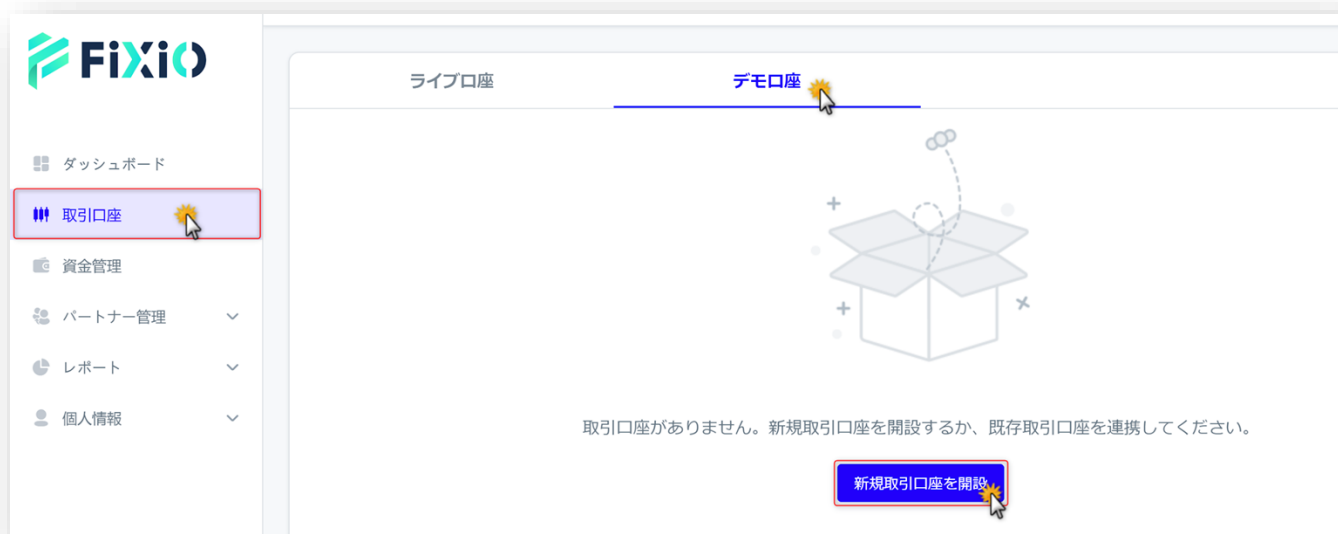 FiXiO
ライブ口座
デモ口座
ダッシュボード
取引口座
資金管理
パートナー管理
レポート
個人情報
取引口座がありません。新規取引口座を開設するか、既存取引口座を連携してください。
新規取引口座を開設